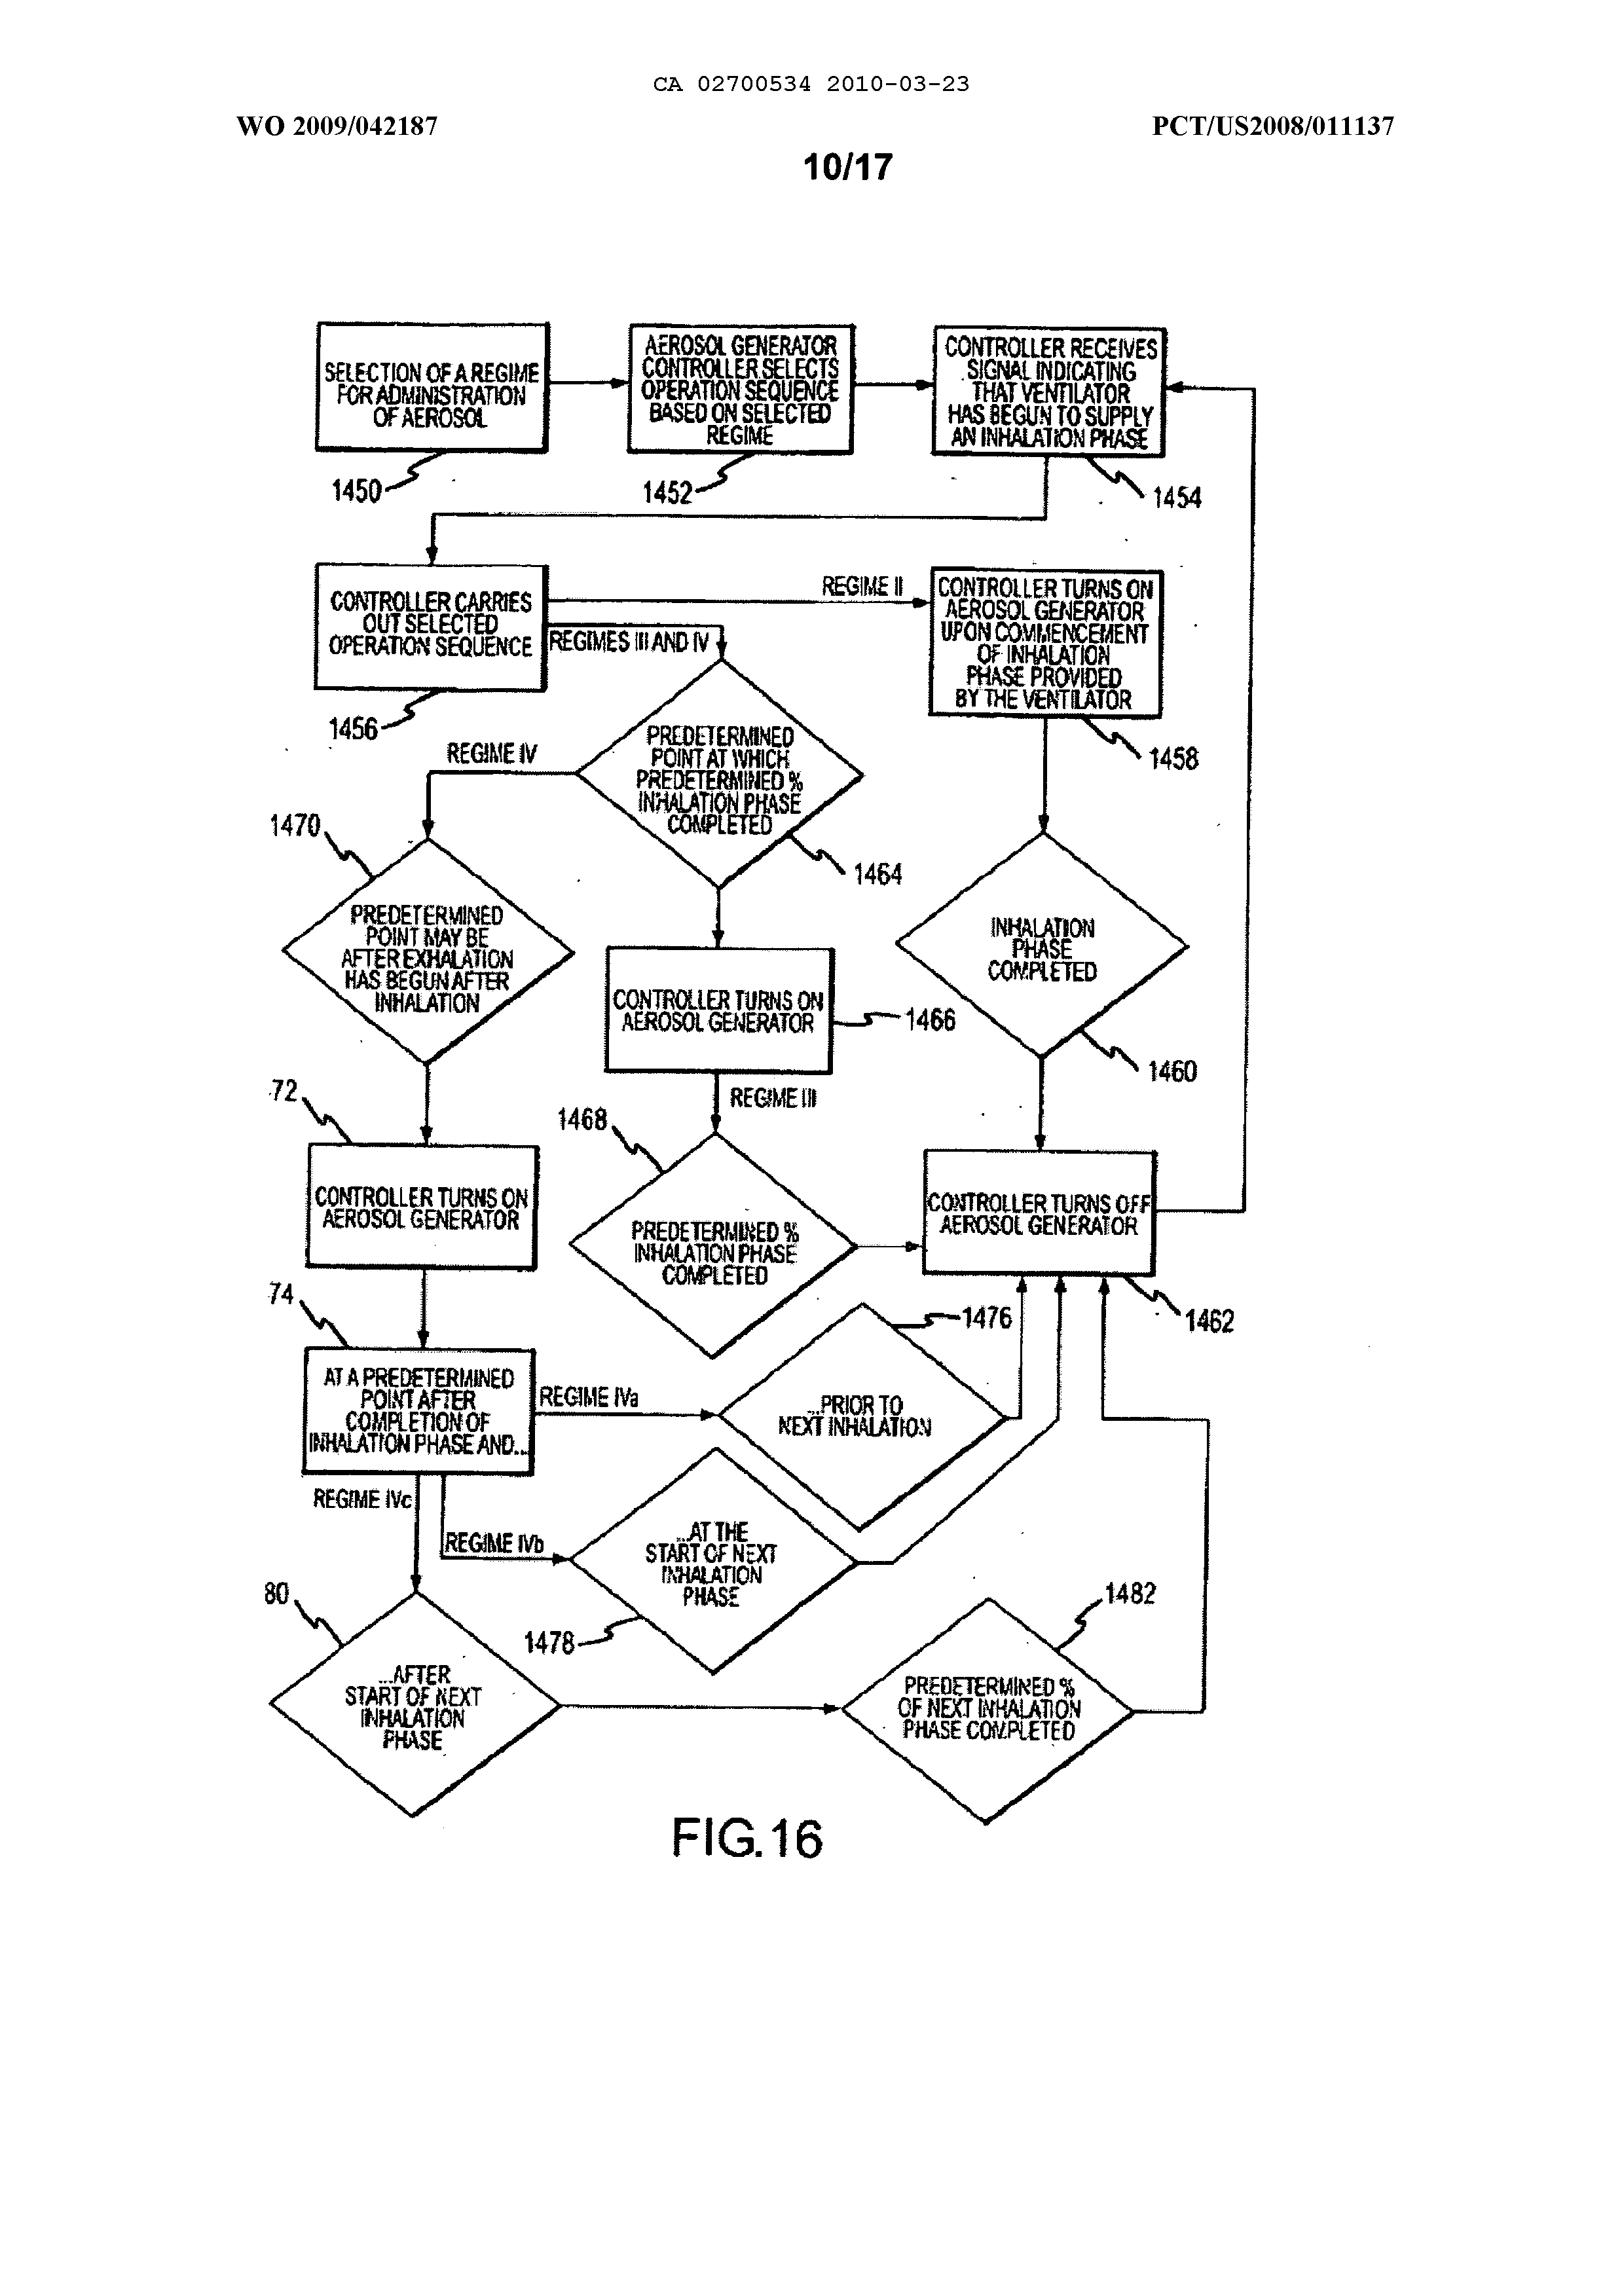 CA 02700534 2010-03-23
WO 2009/042187
PCT/US2008/011137
10/17
SELECTION OF A REGIME
FOR ADMINISTRATION
OF AEROSOL
1450
AEROSOL GENERATOR
CONTROLLER SELECTS
OPERATION SEQUENCE
BASED ON SELECTED
REGIME
1452
CONTROLLER RECEIVES
SIGNAL INDICATING
THAT VENTILATOR
HAS BEGUN TO SUPPLY
AN INHALATION PHASE
1454
CONTROLLER CARRIES
OUT SELECTED
OPERATION SEQUENCE
1456
REGIME II
REGIMES III AND IV
CONTROLLER TURNS ON
AEROSOL GENERATOR
UPON COMMENCEMENT
OF INHALATION
PHASE PROVIDED
BY THE VENTILATOR
1458
REGIME IV
PREDETERMINED
POINT AT WHICH
PREDETERMINED %
INHALATION PHASE
COMPLETED
1464
1470
PREDETERMINED
POINT MAY BE
AFTER EXHALATION
HAS BEGUN AFTER
INHALATION
CONTROLLER TURNS ON
AEROSOL GENERATOR
1466
INHALATION
PHASE
COMPLETED
1460
REGIME III
72
CONTROLLER TURNS ON
AEROSOL GENERATOR
1468
PREDETERMINED %
INHALATION PHASE
COMPLETED
CONTROLLER TURNS OFF
AEROSOL GENERATOR
1462
74
AT A PREDETERMINED
POINT AFTER
COMPLETION OF
INHALATION PHASE AND...
REGIME IVa
1476
...PRIOR TO
NEXT INHALATION
REGIME IVc
REGIME IVb
...AT THE
START OF NEXT
INHALATION
PHASE
1478
80
...AFTER
START OF NEXT
INHALATION
PHASE
1482
PREDETERMINED %
OF NEXT INHALATION
PHASE COMPLETED
FIG.16